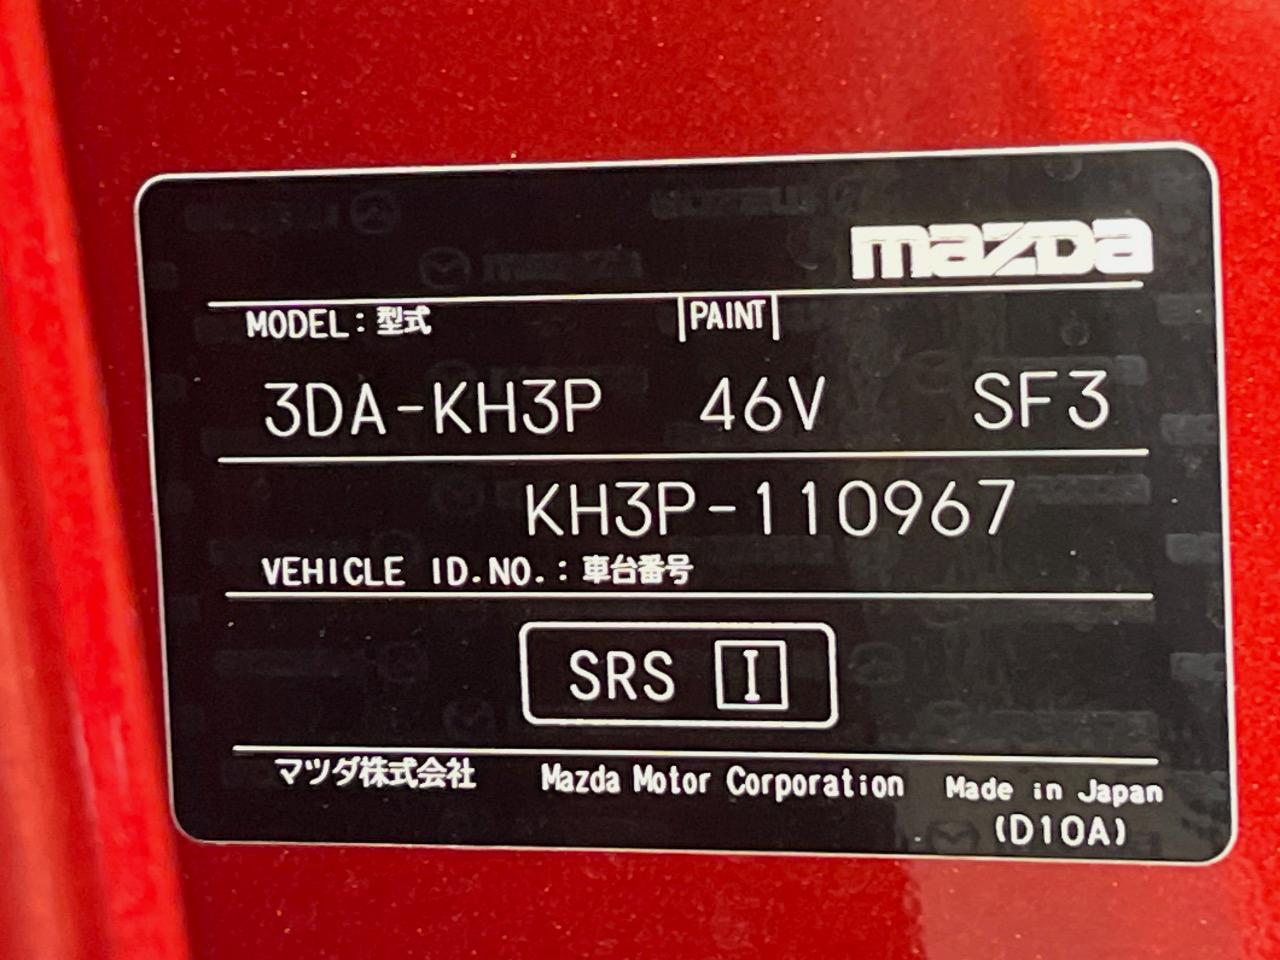 mazda
MODEL:型式 PAINT
3DA-KH3P 46V SF3
KH3P-110967
VEHICLE ID.NO.:車台番号
SRS I
マツダ株式会社 Mazda Motor Corporation Made in Japan
(D10A)